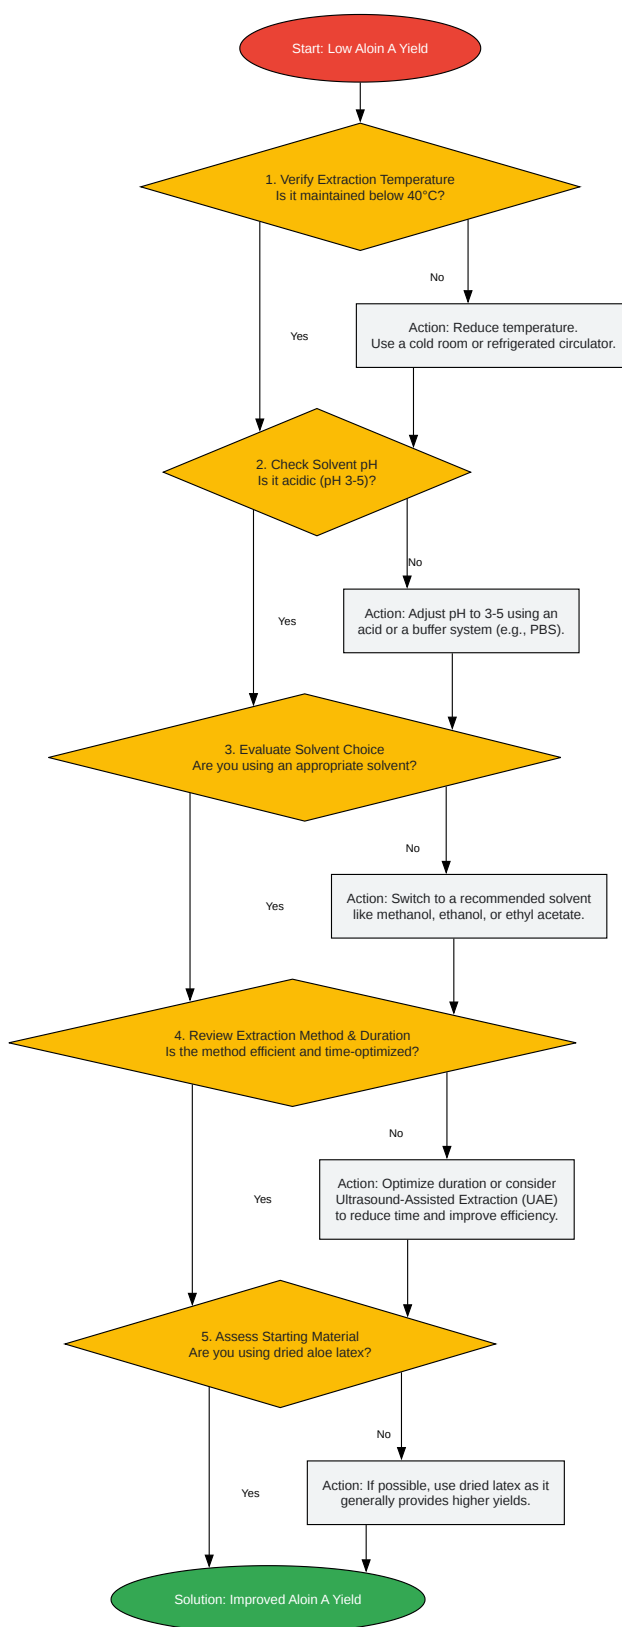 Start: Low Aloin A Yield
1. Verify Extraction Temperature
Is it maintained below 40°C?
No
Yes
Action: Reduce temperature.
Use a cold room or refrigerated circulator.
2. Check Solvent pH
Is it acidic (pH 3-5)?
No
Yes
Action: Adjust pH to 3-5 using an
acid or a buffer system (e.g., PBS).
3. Evaluate Solvent Choice
Are you using an appropriate solvent?
No
Yes
Action: Switch to a recommended solvent
like methanol, ethanol, or ethyl acetate.
4. Review Extraction Method & Duration
Is the method efficient and time-optimized?
No
Yes
Action: Optimize duration or consider
Ultrasound-Assisted Extraction (UAE)
to reduce time and improve efficiency.
5. Assess Starting Material
Are you using dried aloe latex?
No
Yes
Action: If possible, use dried latex as it
generally provides higher yields.
Solution: Improved Aloin A Yield